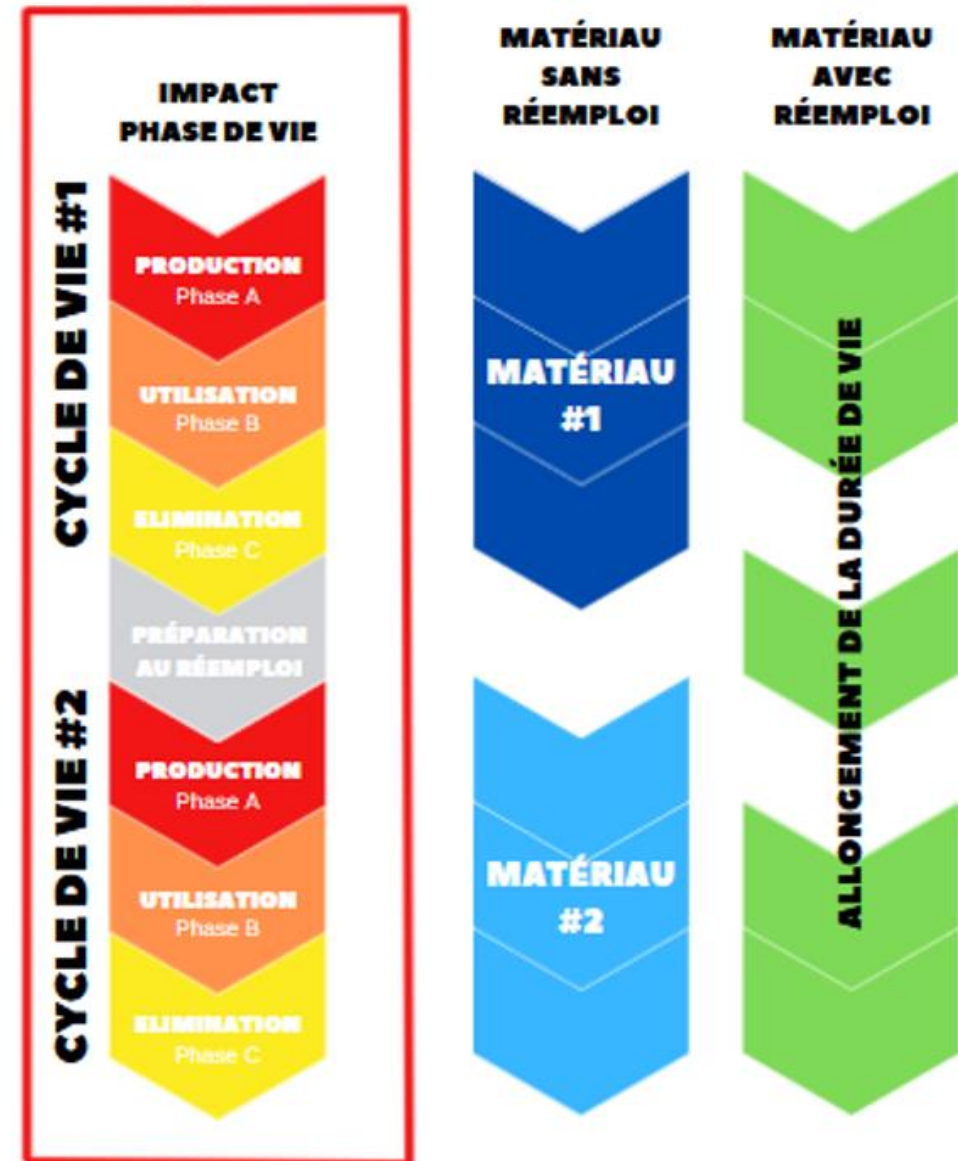 IMPACT
PHASE DE VIE
CYCLE DE VIE #1
PRODUCTION
Phase A
UTILISATION
Phase B
ELIMINATION
Phase C
PRÉPARATION
AU RÉEMPLOI
CYCLE DE VIE #2
PRODUCTION
Phase A
UTILISATION
Phase B
ELIMINATION
Phase C
MATÉRIAU
SANS
RÉEMPLOI
MATÉRIAU
#1
MATÉRIAU
#2
MATÉRIAU
AVEC
RÉEMPLOI
ALLONGEMENT DE LA DURÉE DE VIE